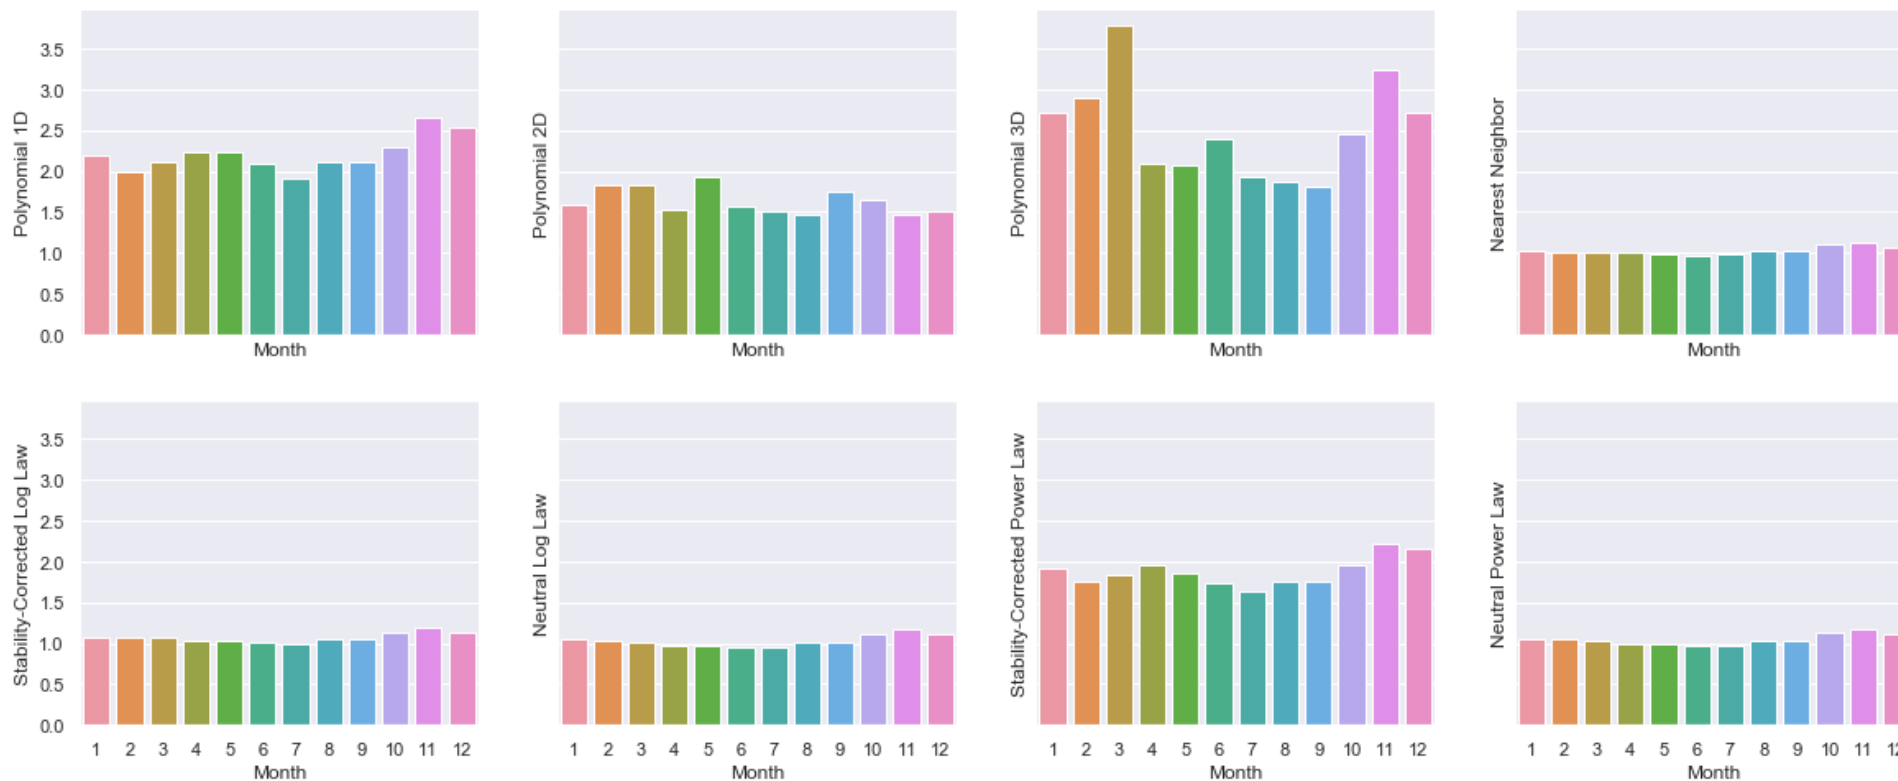 Polynomial 1D
3.5
3.0
2.5
2.0
1.5
1.0
0.5
0.0
Month
Polynomial 2D
Month
Polynomial 3D
Month
Nearest Neighbor
Month
Stability-Corrected Log Law
3.5
3.0
2.5
2.0
1.5
1.0
0.5
0.0
1 2 3 4 5 6 7 8 9 10 11 12
Month
Neutral Log Law
1 2 3 4 5 6 7 8 9 10 11 12
Month
Stability-Corrected Power Law
1 2 3 4 5 6 7 8 9 10 11 12
Month
Neutral Power Law
1 2 3 4 5 6 7 8 9 10 11 12
Month